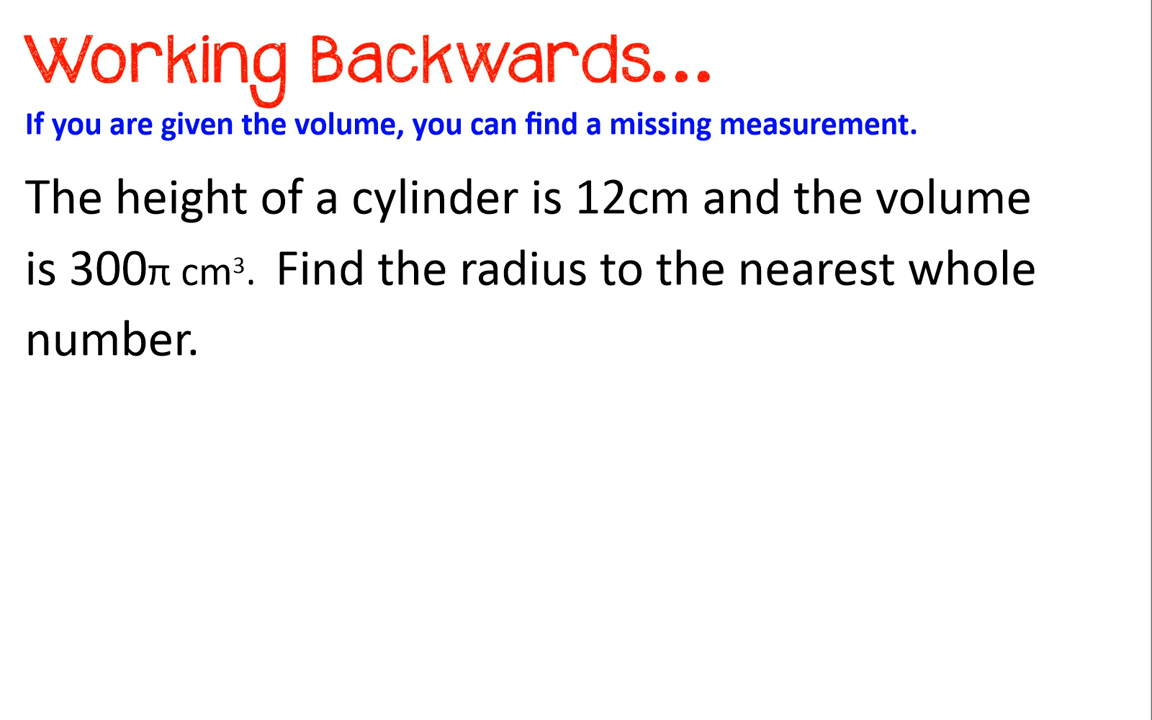 Working Backwards...
If you are given the volume, you can find a missing measurement.
The height of a cylinder is 12cm and the volume
is 300π cm³. Find the radius to the nearest whole
number.